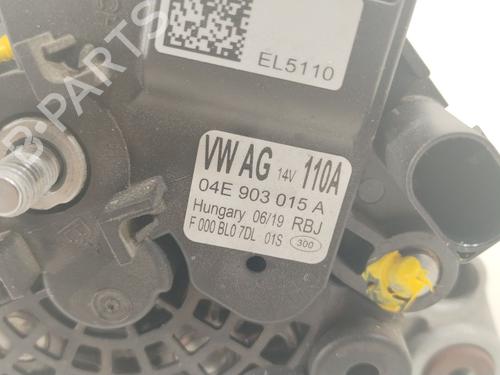 EL5110
VW AG 14V 110A
04E 903 015 A
Hungary 06/19 RBJ
F 000 BL0 7DL 01S 300
B-PARTS